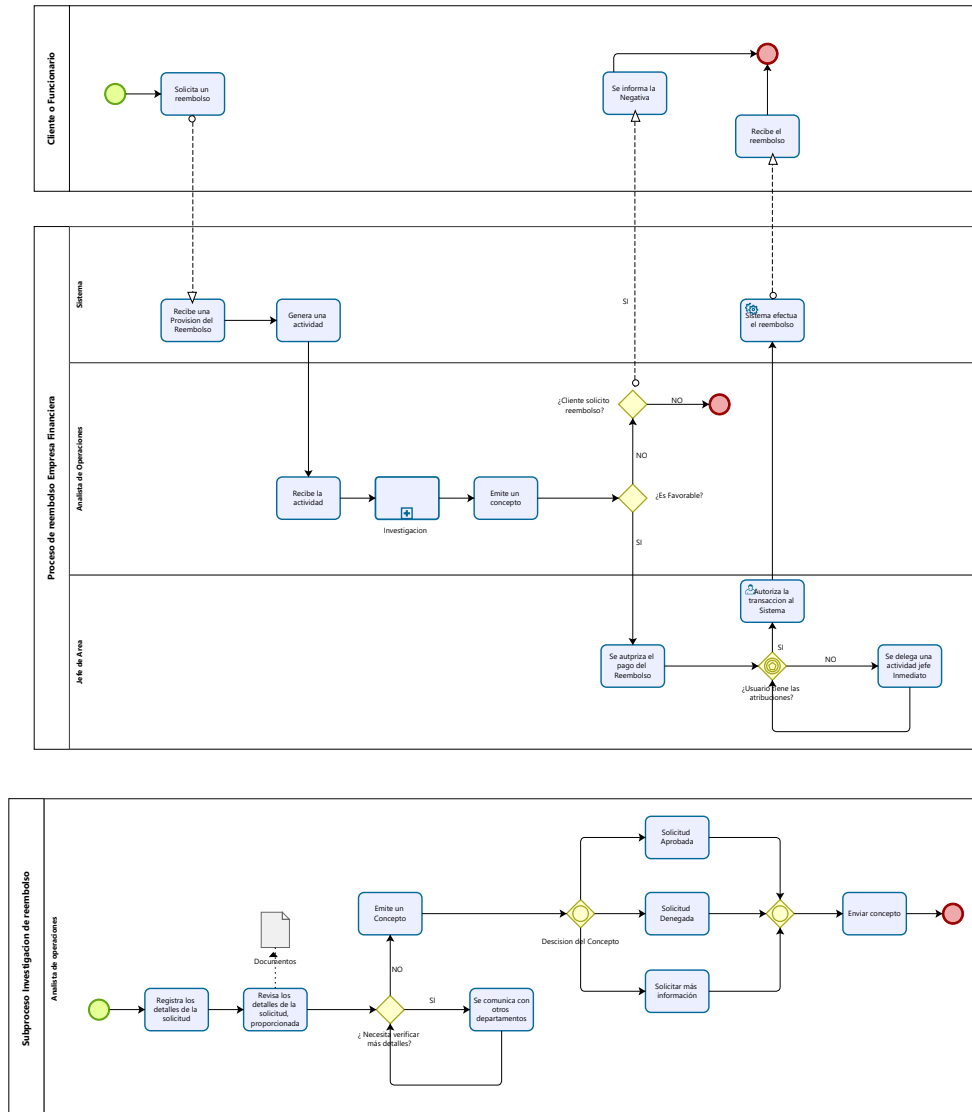 Cliente o Funcionario
Solicita un
reembolso
Se informa la
Negativa
Recibe el
reembolso
Proceso de reembolso Empresa Financiera
Sistema
Recibe una
Provision del
Reembolso
Genera una
actividad
SI
Sistema efectua
el reembolso
Analista de Operaciones
¿Cliente solicito
reembolso?
NO
NO
Recibe la
actividad
Investigacion
Emite un
concepto
¿Es Favorable?
SI
Jefe de Area
Autoriza la
transaccion al
Sistema
SI
Se autpriza el
pago del
Reembolso
NO
¿Usuario tiene las
atribuciones?
Se delega una
actividad jefe
Inmediato
Subproceso Investigacion de reembolso
Analista de operaciones
Solicitud
Aprobada
Emite un
Concepto
Solicitud
Denegada
Enviar concepto
Descision del Concepto
Documentos
NO
Solicitar más
información
Registra los
detalles de la
solicitud
Revisa los
detalles de la
solicitud,
proporcionada
SI
Se comunica con
otros
departamentos
¿ Necesita verificar
más detalles?